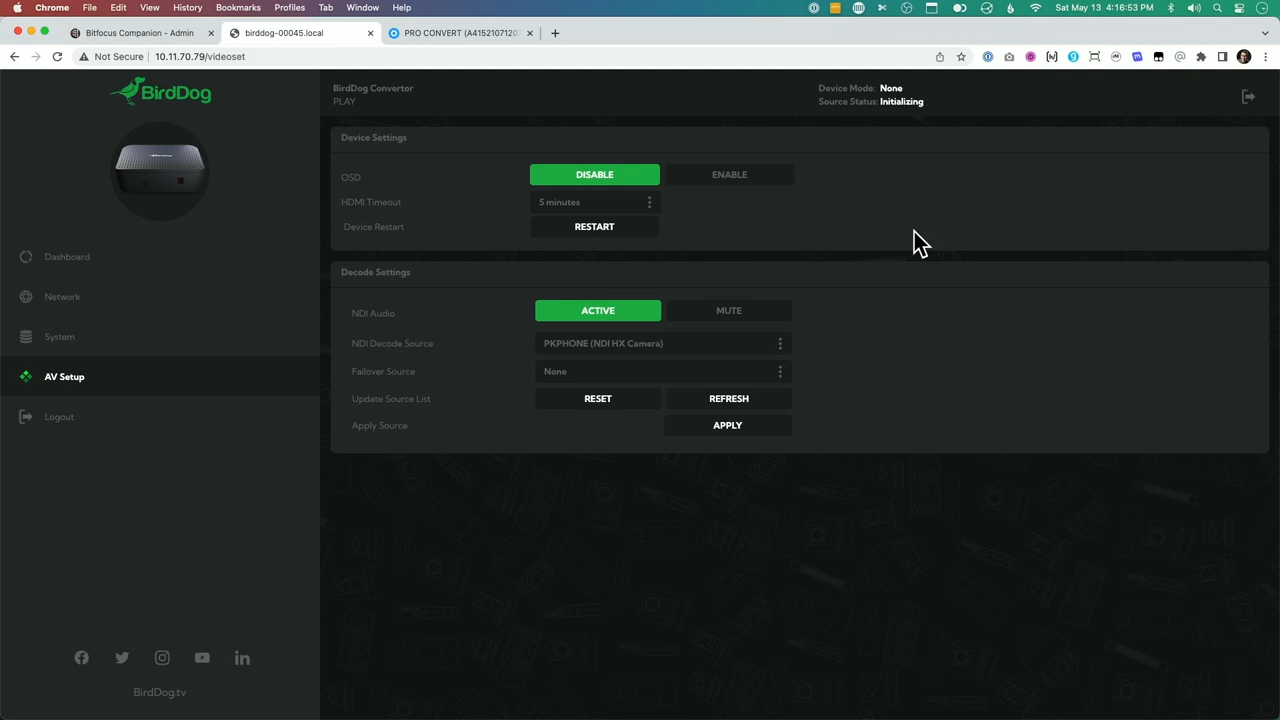 Chrome File Edit View History Bookmarks Profiles Tab Window Help Sat May 13 4:16:53 PM
Bitfocus Companion - Admin birddog-00045.local PRO CONVERT (A4152107120
Not Secure 10.11.70.79/videoset
BirdDog
BirdDog Convertor
PLAY
Device Mode: None
Source Status: Initializing
Dashboard
Network
System
AV Setup
Logout
BirdDog.tv
Device Settings
OSD DISABLE ENABLE
HDMI Timeout 5 minutes
Device Restart RESTART
Decode Settings
NDI Audio ACTIVE MUTE
NDI Decode Source PKPHONE (NDI HX Camera)
Failover Source None
Update Source List RESET REFRESH
Apply Source APPLY